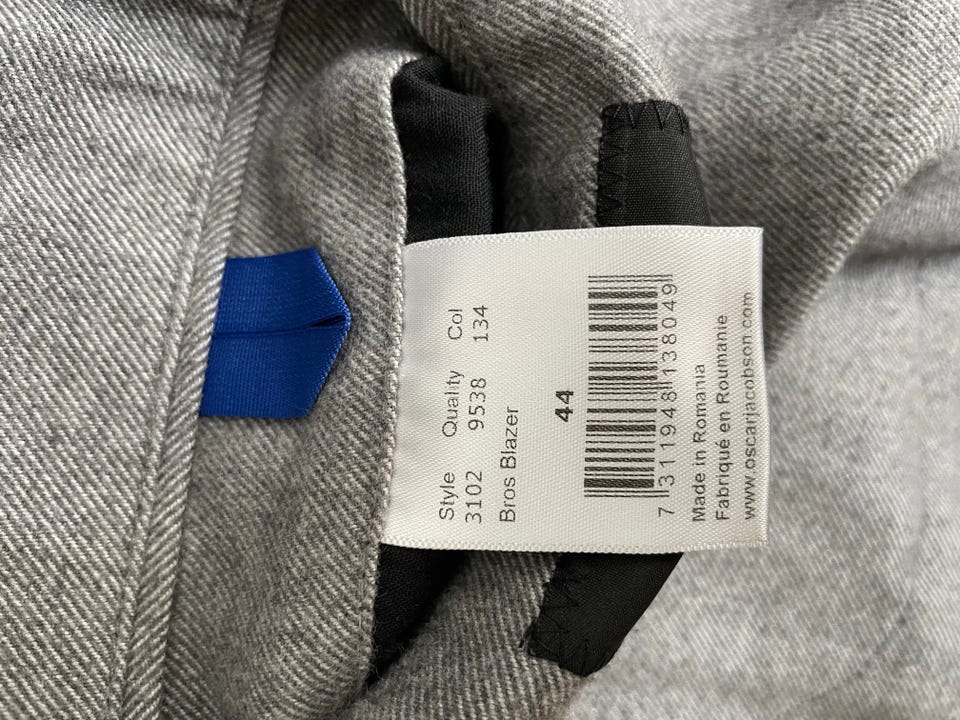 Style Quality Col
3102 9538 134
Bros Blazer
44
7 311948 138049
Made in Romania
Fabriqué en Roumanie
www.oscarjacobson.com